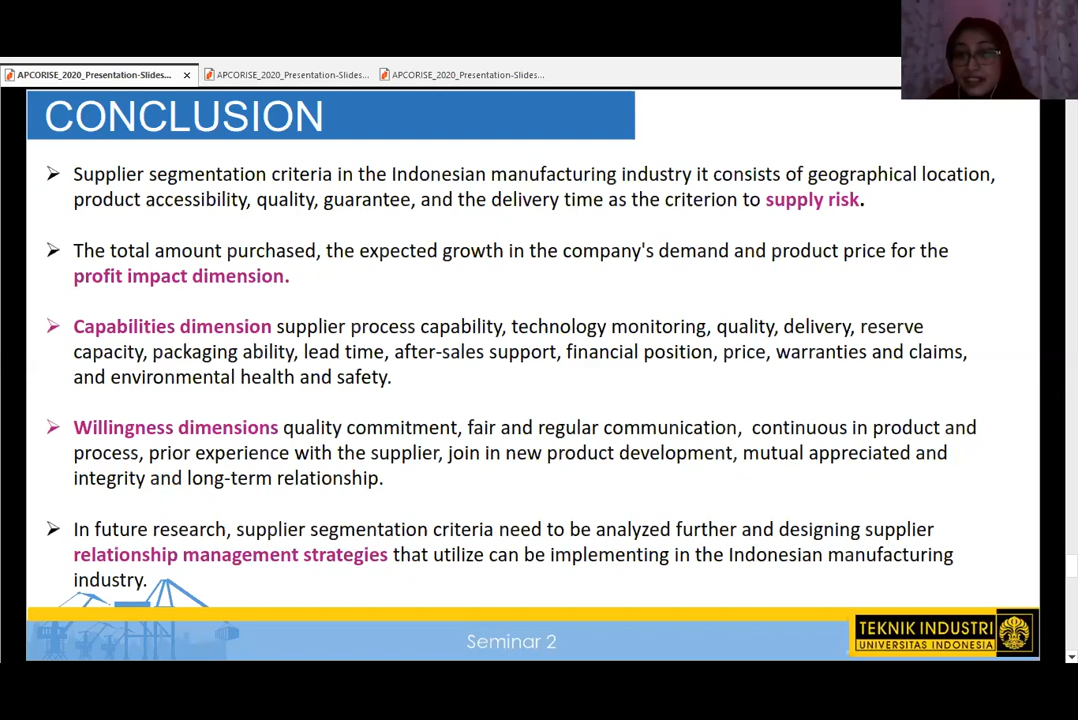 APCORISE_2020_Presentation-Slides... APCORISE_2020_Presentation-Slides... APCORISE_2020_Presentation-Slides...
CONCLUSION
Supplier segmentation criteria in the Indonesian manufacturing industry it consists of geographical location,
product accessibility, quality, guarantee, and the delivery time as the criterion to supply risk.
The total amount purchased, the expected growth in the company's demand and product price for the
profit impact dimension.
Capabilities dimension supplier process capability, technology monitoring, quality, delivery, reserve
capacity, packaging ability, lead time, after-sales support, financial position, price, warranties and claims,
and environmental health and safety.
Willingness dimensions quality commitment, fair and regular communication, continuous in product and
process, prior experience with the supplier, join in new product development, mutual appreciated and
integrity and long-term relationship.
In future research, supplier segmentation criteria need to be analyzed further and designing supplier
relationship management strategies that utilize can be implementing in the Indonesian manufacturing
industry.
Seminar 2
TEKNIK INDUSTRI
UNIVERSITAS INDONESIA